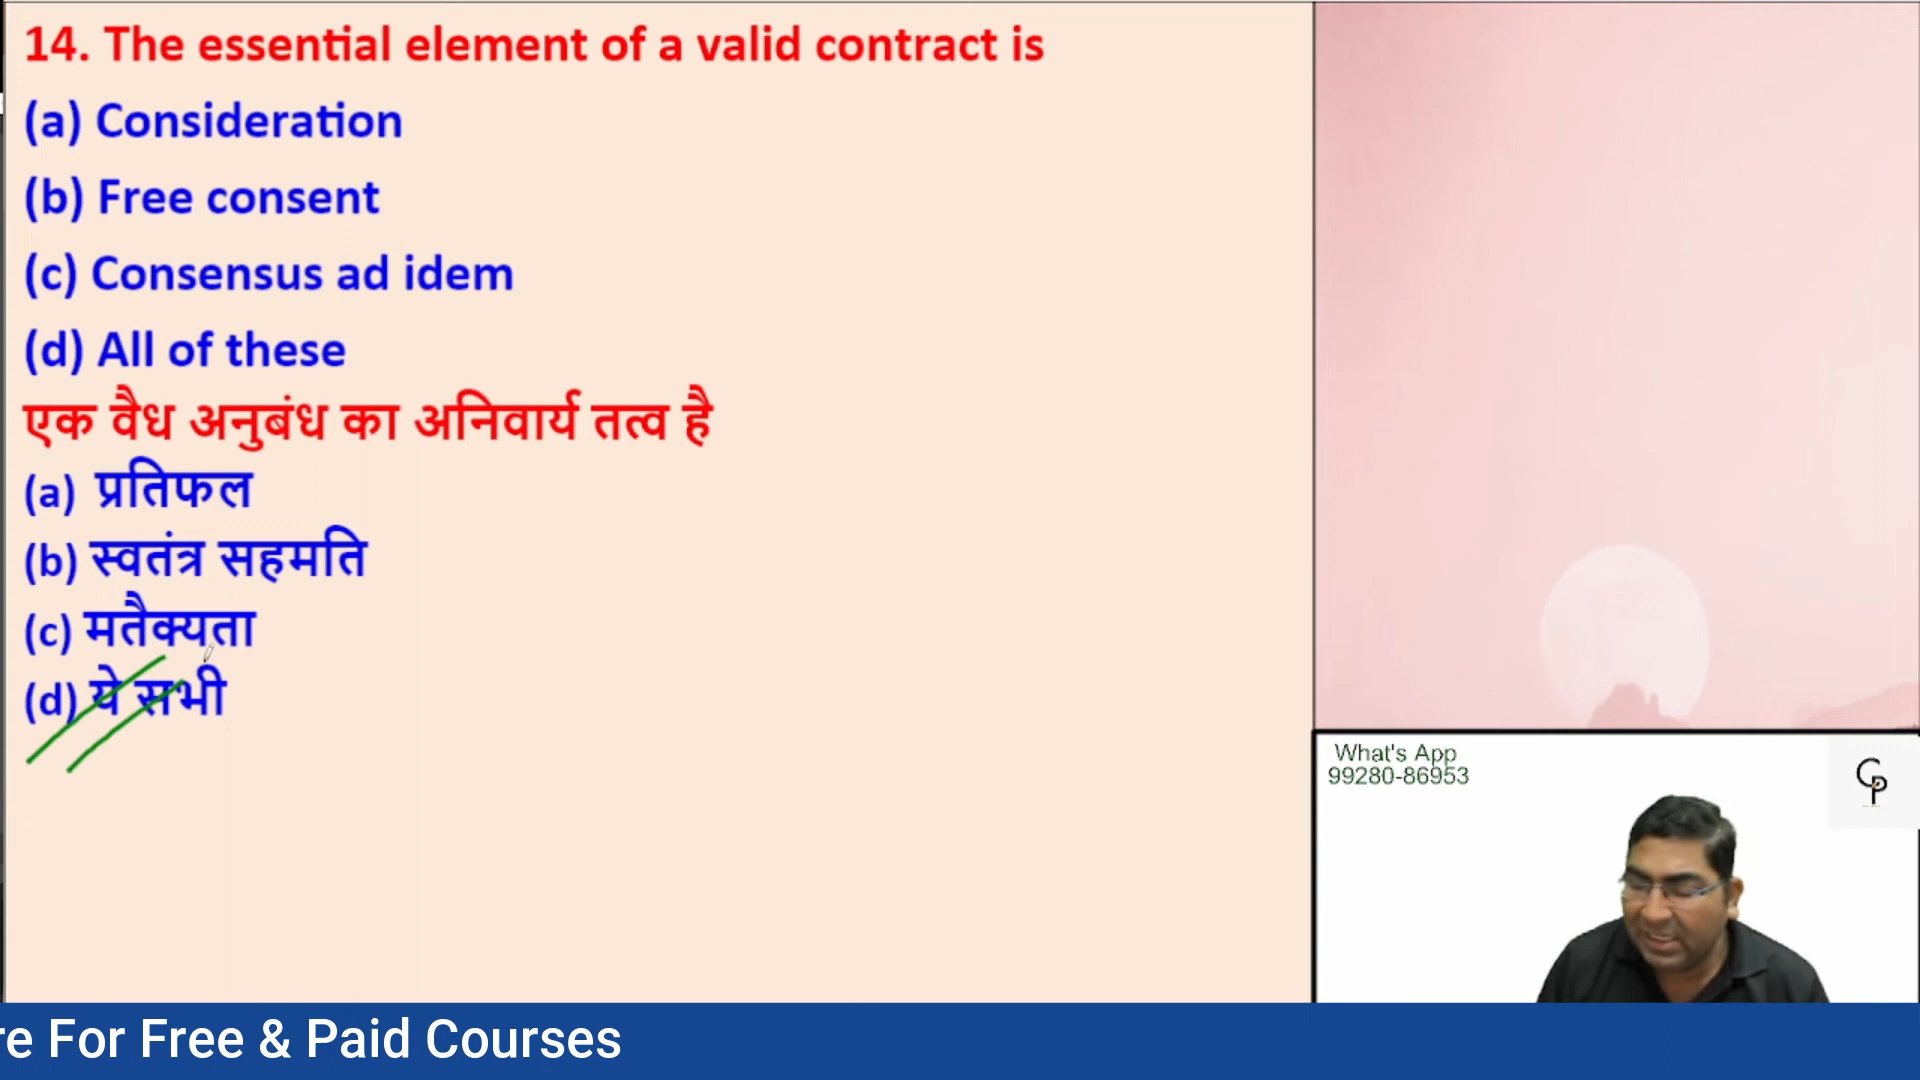 14. The essential element of a valid contract is
(a) Consideration
(b) Free consent
(c) Consensus ad idem
(d) All of these
एक वैध अनुबंध का अनिवार्य तत्व है
(a) प्रतिफल
(b) स्वतंत्र सहमति
(c) मतैक्यता
(d) ये सभी
What's App
99280-86953
CP
re For Free & Paid Courses